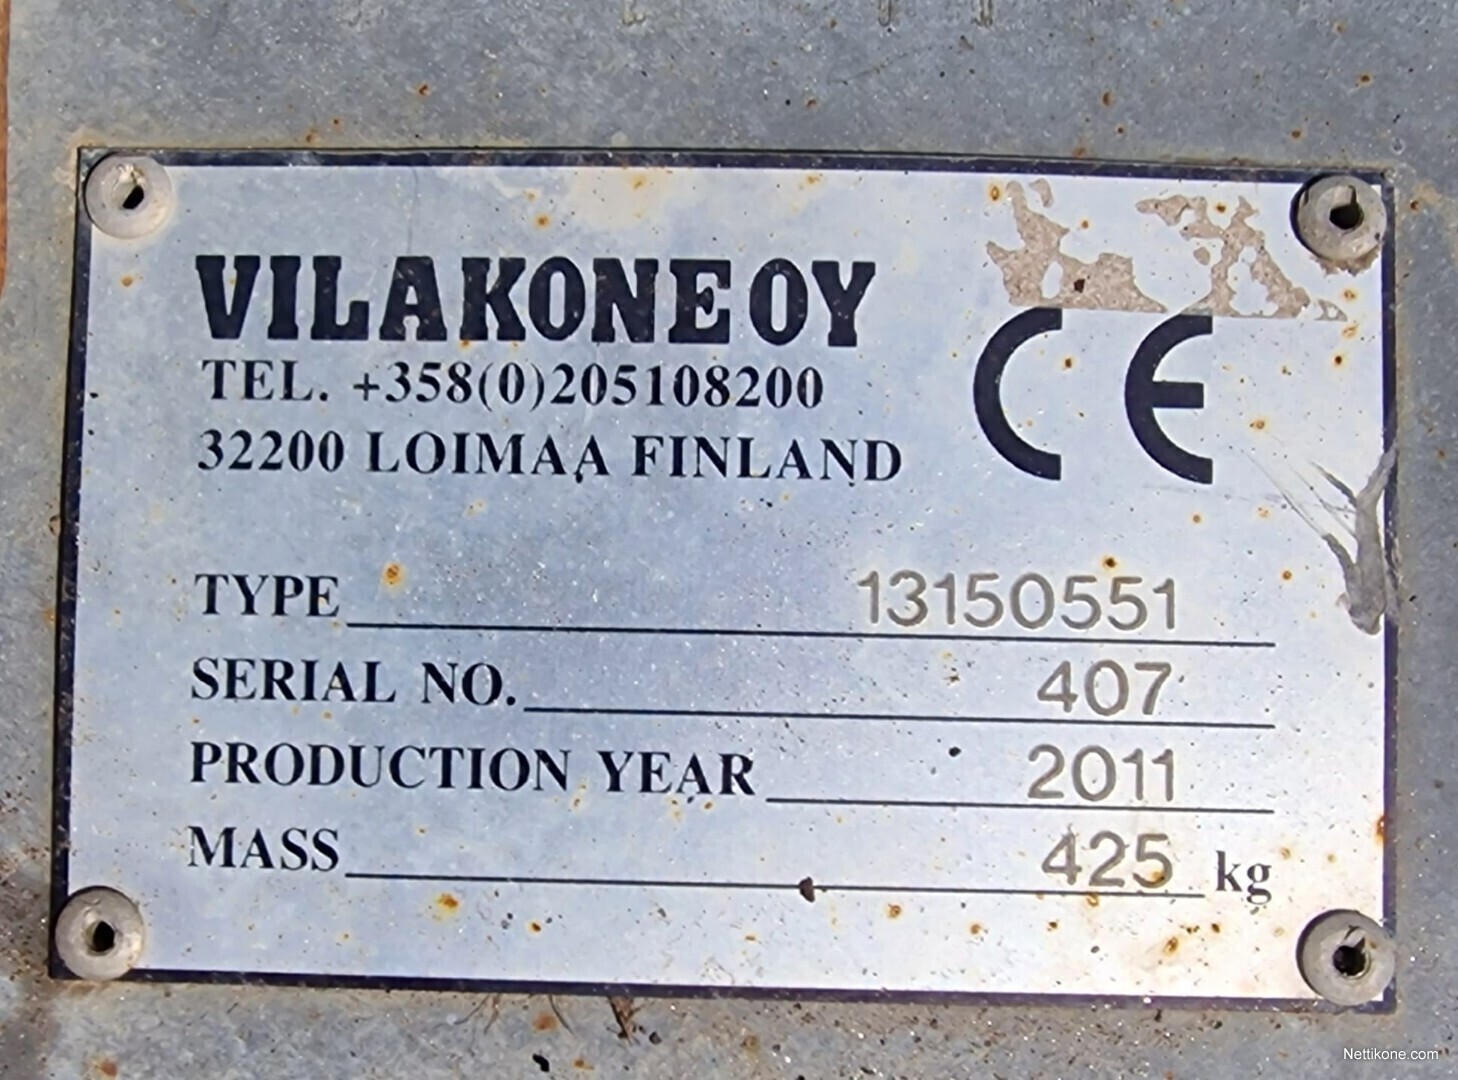 VILAKONE OY
TEL. +358(0)205108200
32200 LOIMAA FINLAND
CE
TYPE 13150551
SERIAL NO. 407
PRODUCTION YEAR 2011
MASS 425 kg
Nettikone.com